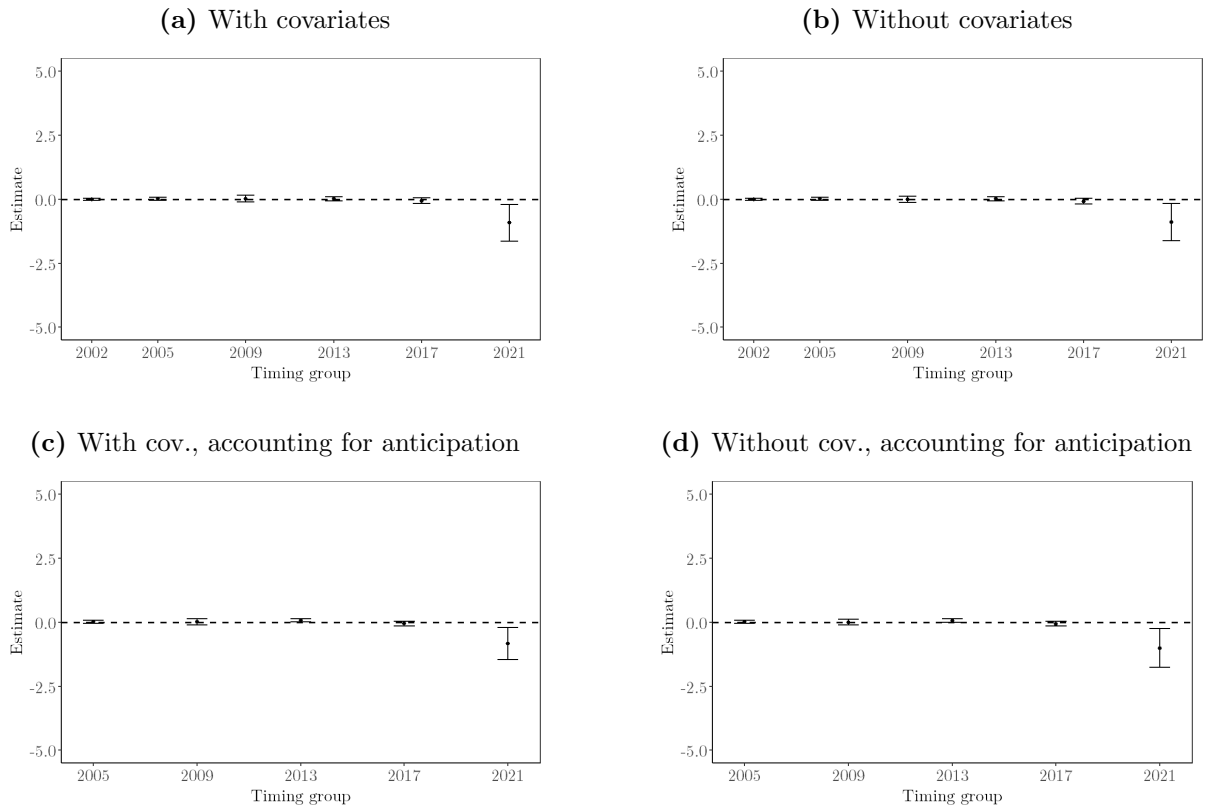 (a) With covariates
5.0
2.5
0.0
-2.5
-5.0
Estimate
2002 2005 2009 2013 2017 2021
Timing group
(b) Without covariates
5.0
2.5
0.0
-2.5
-5.0
Estimate
2002 2005 2009 2013 2017 2021
Timing group
(c) With cov., accounting for anticipation
5.0
2.5
0.0
-2.5
-5.0
Estimate
2005 2009 2013 2017 2021
Timing group
(d) Without cov., accounting for anticipation
5.0
2.5
0.0
-2.5
-5.0
Estimate
2005 2009 2013 2017 2021
Timing group